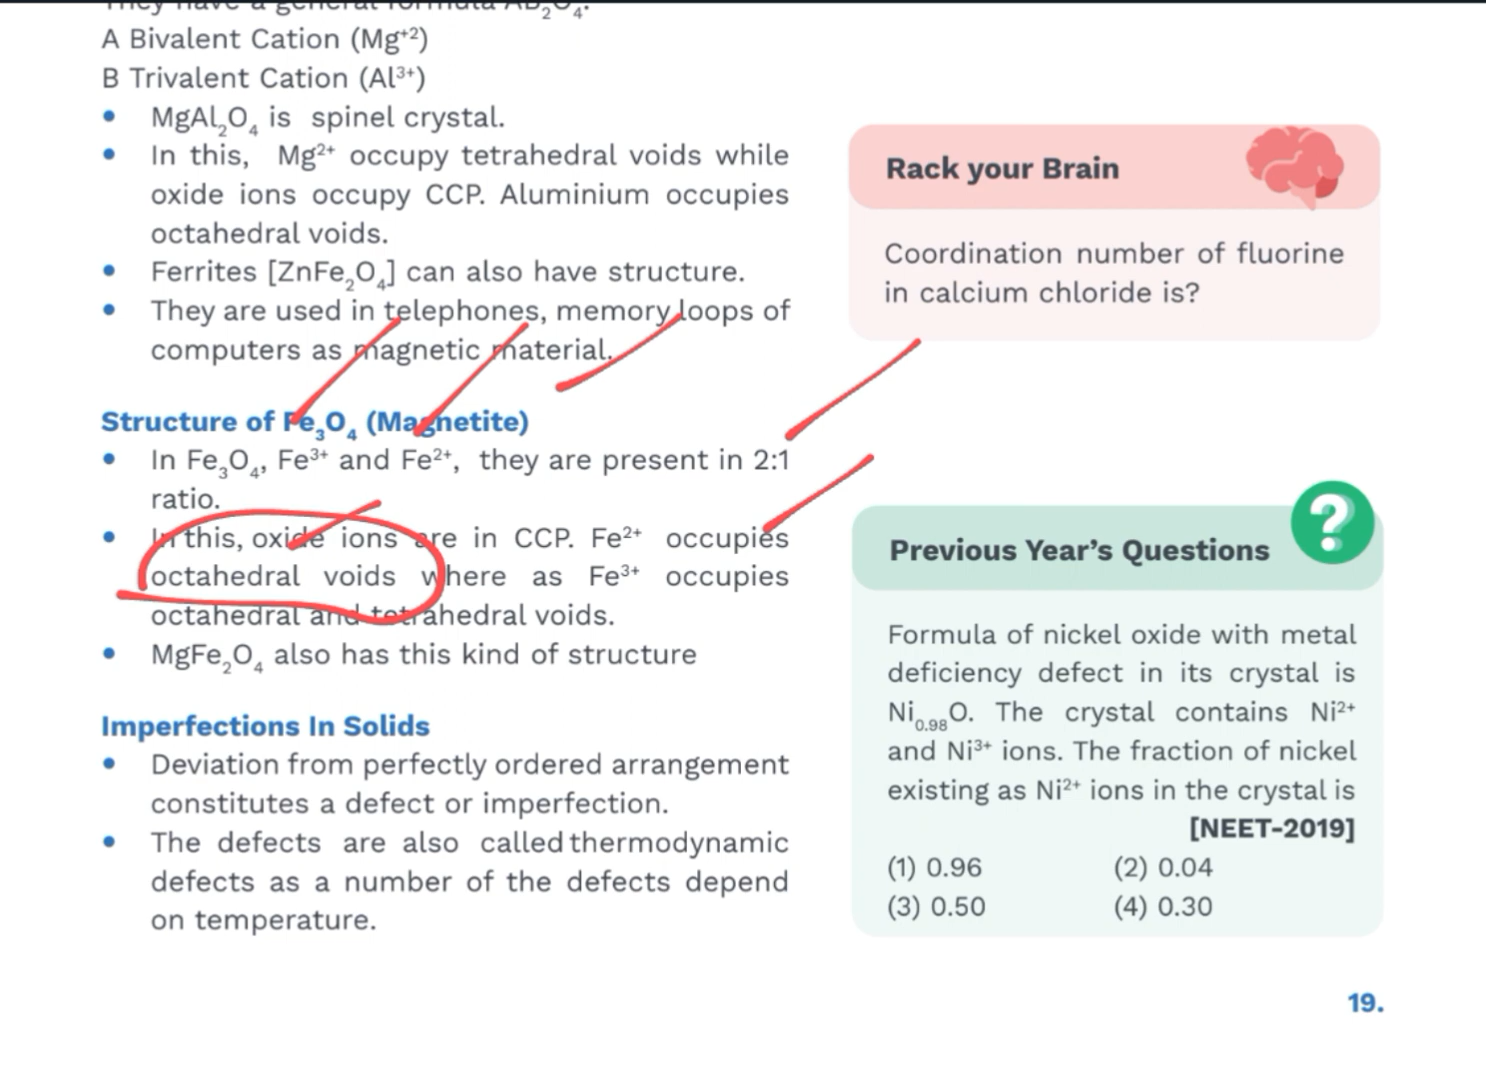 They have a general formula AB₂O₄.
A Bivalent Cation (Mg⁺²)
B Trivalent Cation (Al³⁺)
• MgAl₂O₄ is spinel crystal.
• In this, Mg²⁺ occupy tetrahedral voids while
oxide ions occupy CCP. Aluminium occupies
octahedral voids.
• Ferrites [ZnFe₂O₄] can also have structure.
• They are used in telephones, memory loops of
computers as magnetic material.
Structure of Fe₃O₄ (Magnetite)
• In Fe₃O₄, Fe³⁺ and Fe²⁺, they are present in 2:1
ratio.
• In this, oxide ions are in CCP. Fe²⁺ occupies
octahedral voids where as Fe³⁺ occupies
octahedral and tetrahedral voids.
• MgFe₂O₄ also has this kind of structure
Imperfections In Solids
• Deviation from perfectly ordered arrangement
constitutes a defect or imperfection.
• The defects are also called thermodynamic
defects as a number of the defects depend
on temperature.
Rack your Brain
Coordination number of fluorine
in calcium chloride is?
?
Previous Year's Questions
Formula of nickel oxide with metal
deficiency defect in its crystal is
Ni₀.₉₈O. The crystal contains Ni²⁺
and Ni³⁺ ions. The fraction of nickel
existing as Ni²⁺ ions in the crystal is
[NEET-2019]
(1) 0.96 (2) 0.04
(3) 0.50 (4) 0.30
19.